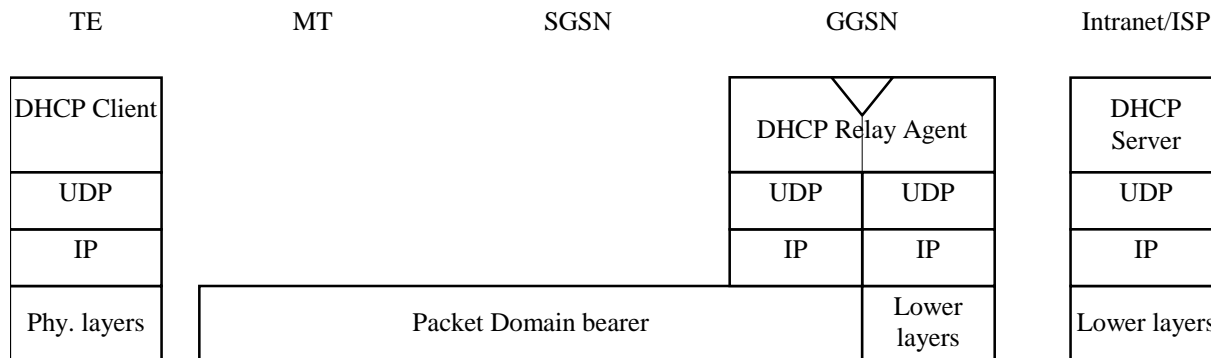 TE MT SGSN GGSN Intranet/ISP
DHCP Client
DHCP Relay Agent
DHCP
Server
UDP UDP UDP UDP
IP IP IP IP
Phy. layers Packet Domain bearer Lower
layers Lower layers